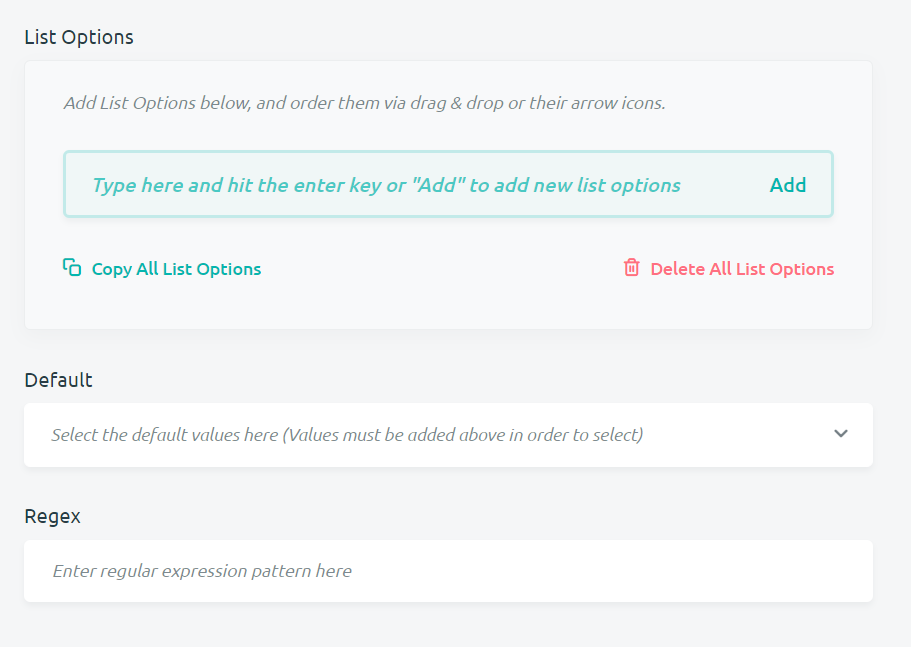 List Options
Add List Options below, and order them via drag & drop or their arrow icons.
Type here and hit the enter key or "Add" to add new list options
Add
Copy All List Options
Delete All List Options
Default
Select the default values here (Values must be added above in order to select)
Regex
Enter regular expression pattern here